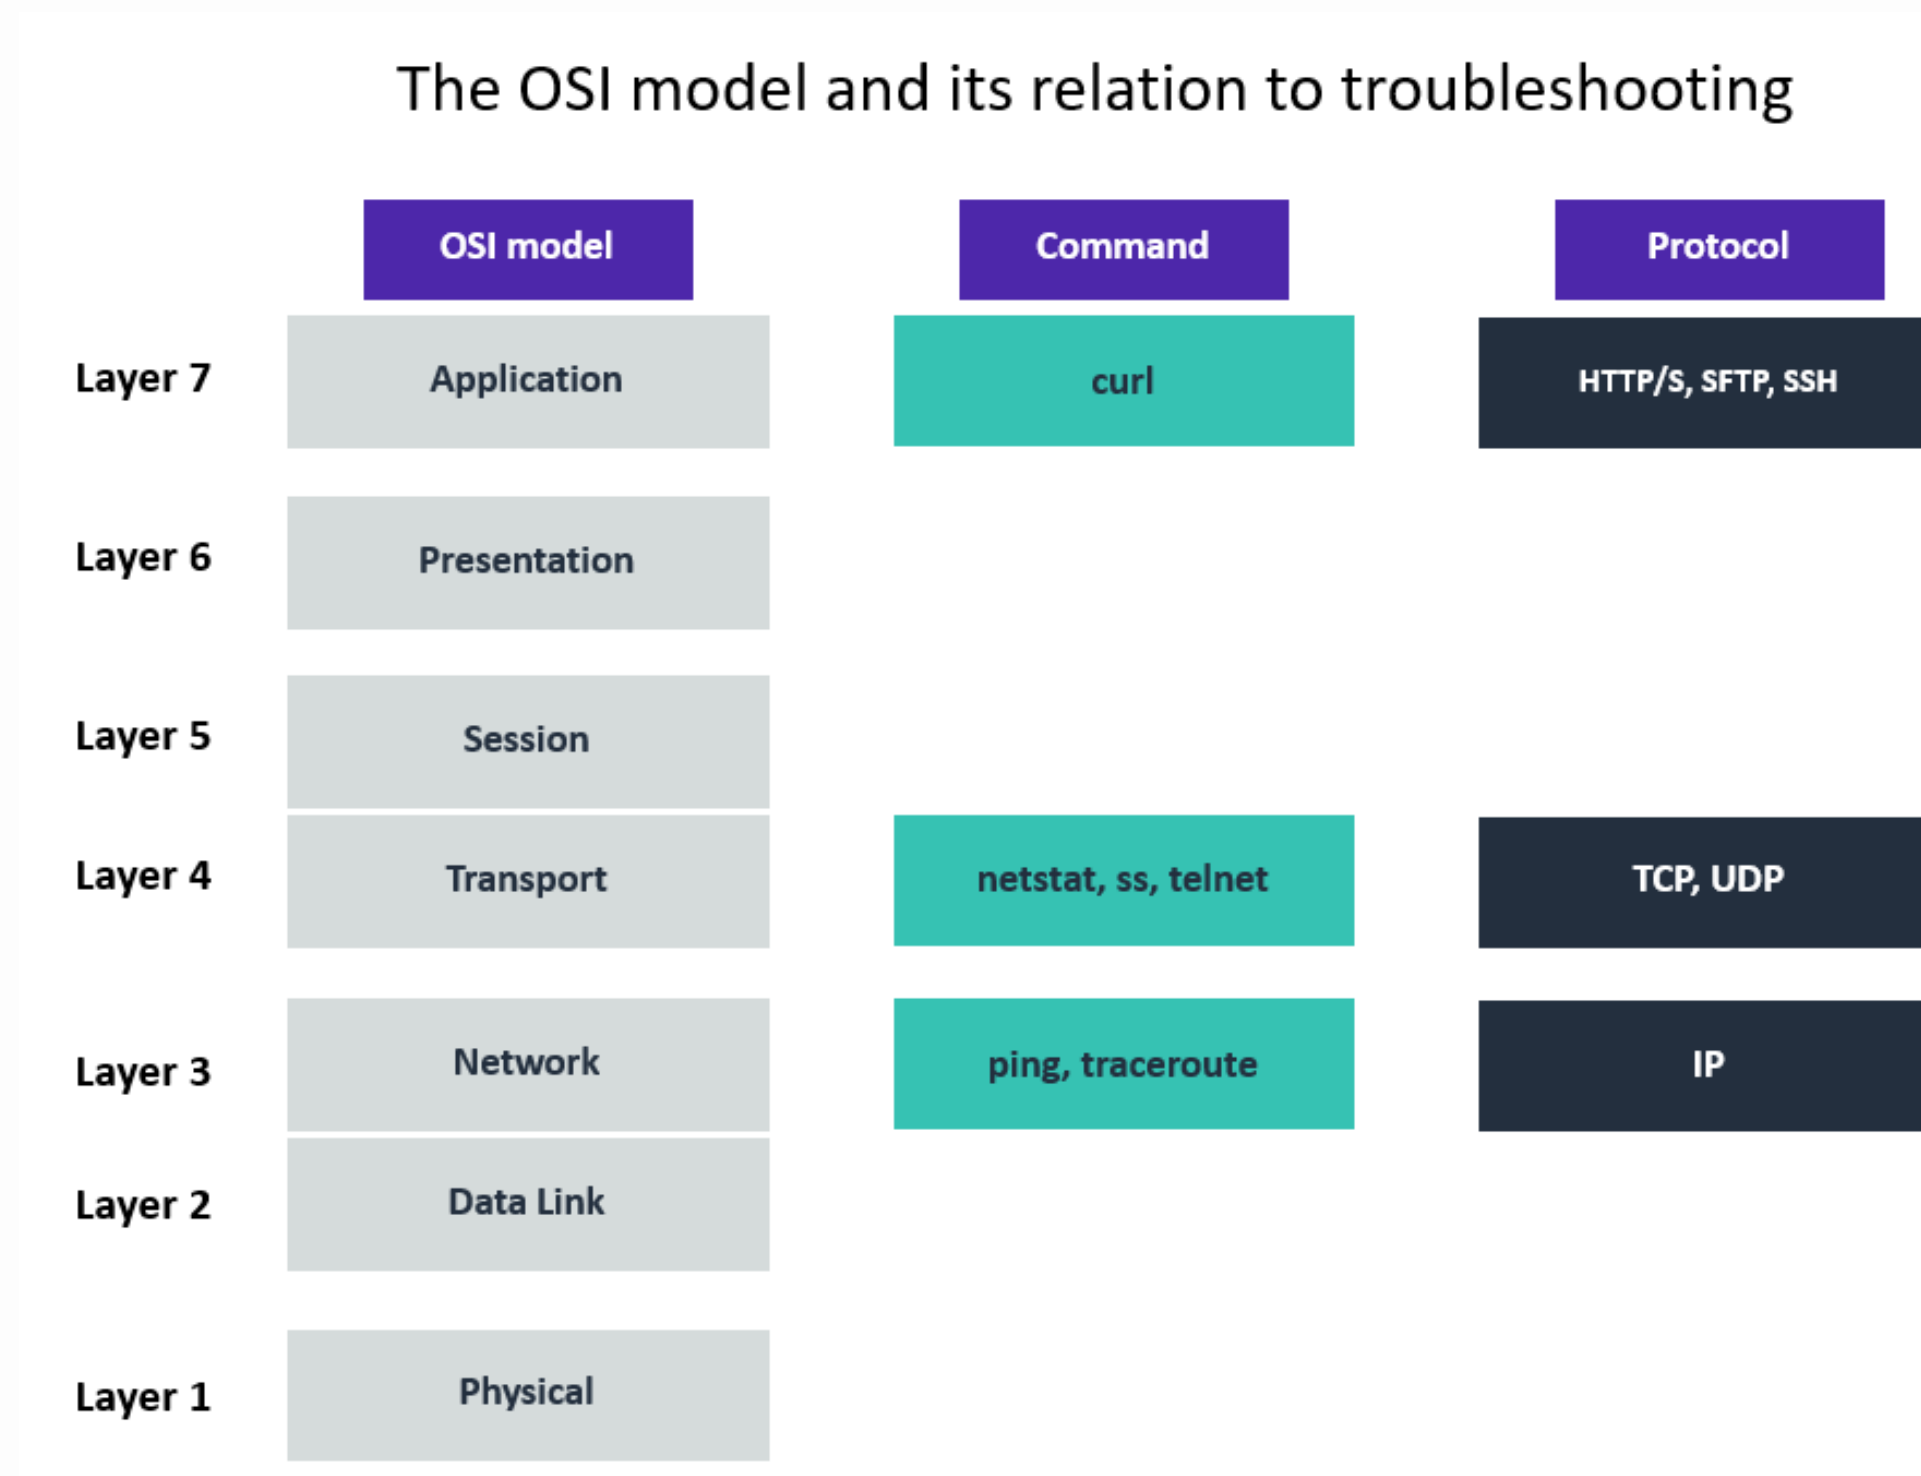 The OSI model and its relation to troubleshooting
OSI model
Command
Protocol
Layer 7
Application
curl
HTTP/S, SFTP, SSH
Layer 6
Presentation
Layer 5
Session
Layer 4
Transport
netstat, ss, telnet
TCP, UDP
Layer 3
Network
ping, traceroute
IP
Layer 2
Data Link
Layer 1
Physical